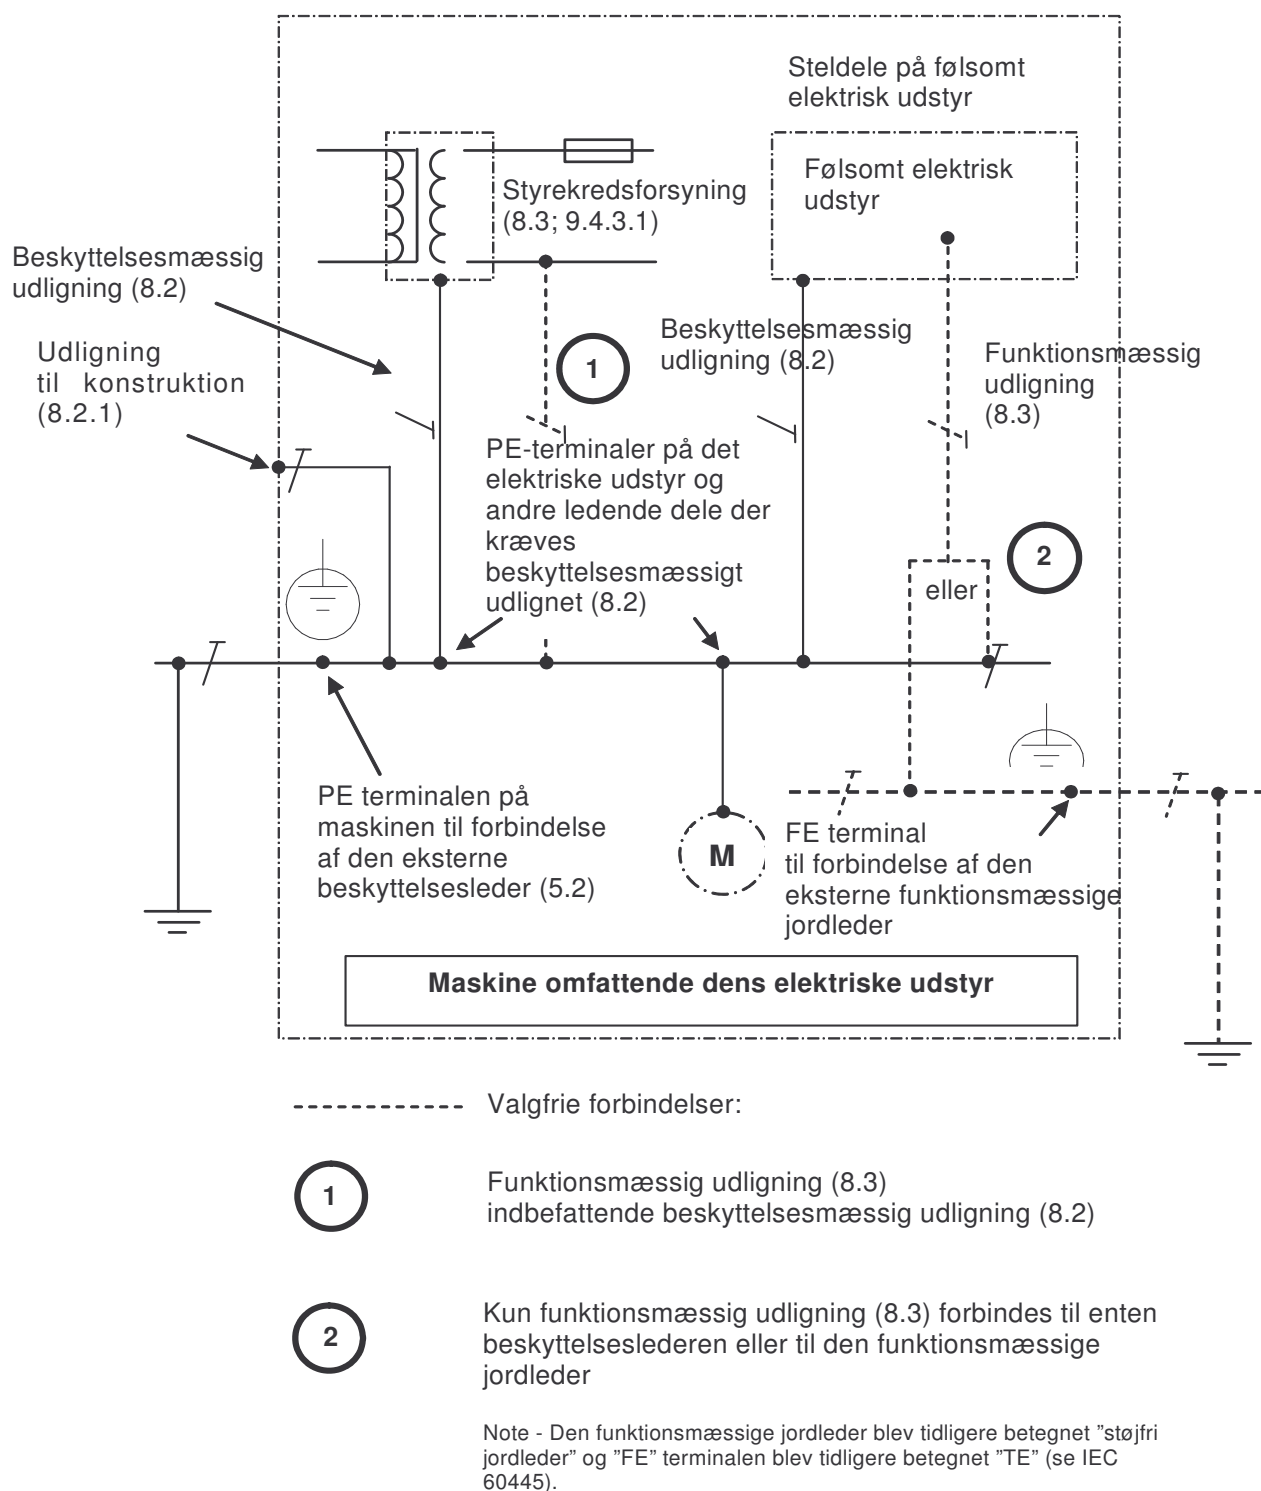 Steldele på følsomt
elektrisk udstyr
Følsomt elektrisk
udstyr
Styrekredsforsyning
(8.3; 9.4.3.1)
Beskyttelsesmæssig
udligning (8.2)
Udligning
til konstruktion
(8.2.1)
1
Beskyttelsesmæssig
udligning (8.2)
Funktionsmæssig
udligning
(8.3)
PE-terminaler på det
elektriske udstyr og
andre ledende dele der
kræves
beskyttelsesmæssigt
udlignet (8.2)
2
eller
PE terminalen på
maskinen til forbindelse
af den eksterne
beskyttelsesleder (5.2)
M
FE terminal
til forbindelse af den
eksterne funktionsmæssige
jordleder
Maskine omfattende dens elektriske udstyr
Valgfrie forbindelser:
1
Funktionsmæssig udligning (8.3)
indbefattende beskyttelsesmæssig udligning (8.2)
2
Kun funktionsmæssig udligning (8.3) forbindes til enten
beskyttelseslederen eller til den funktionsmæssige
jordleder
Note - Den funktionsmæssige jordleder blev tidligere betegnet ”støjfri
jordleder” og ”FE” terminalen blev tidligere betegnet ”TE” (se IEC
60445).